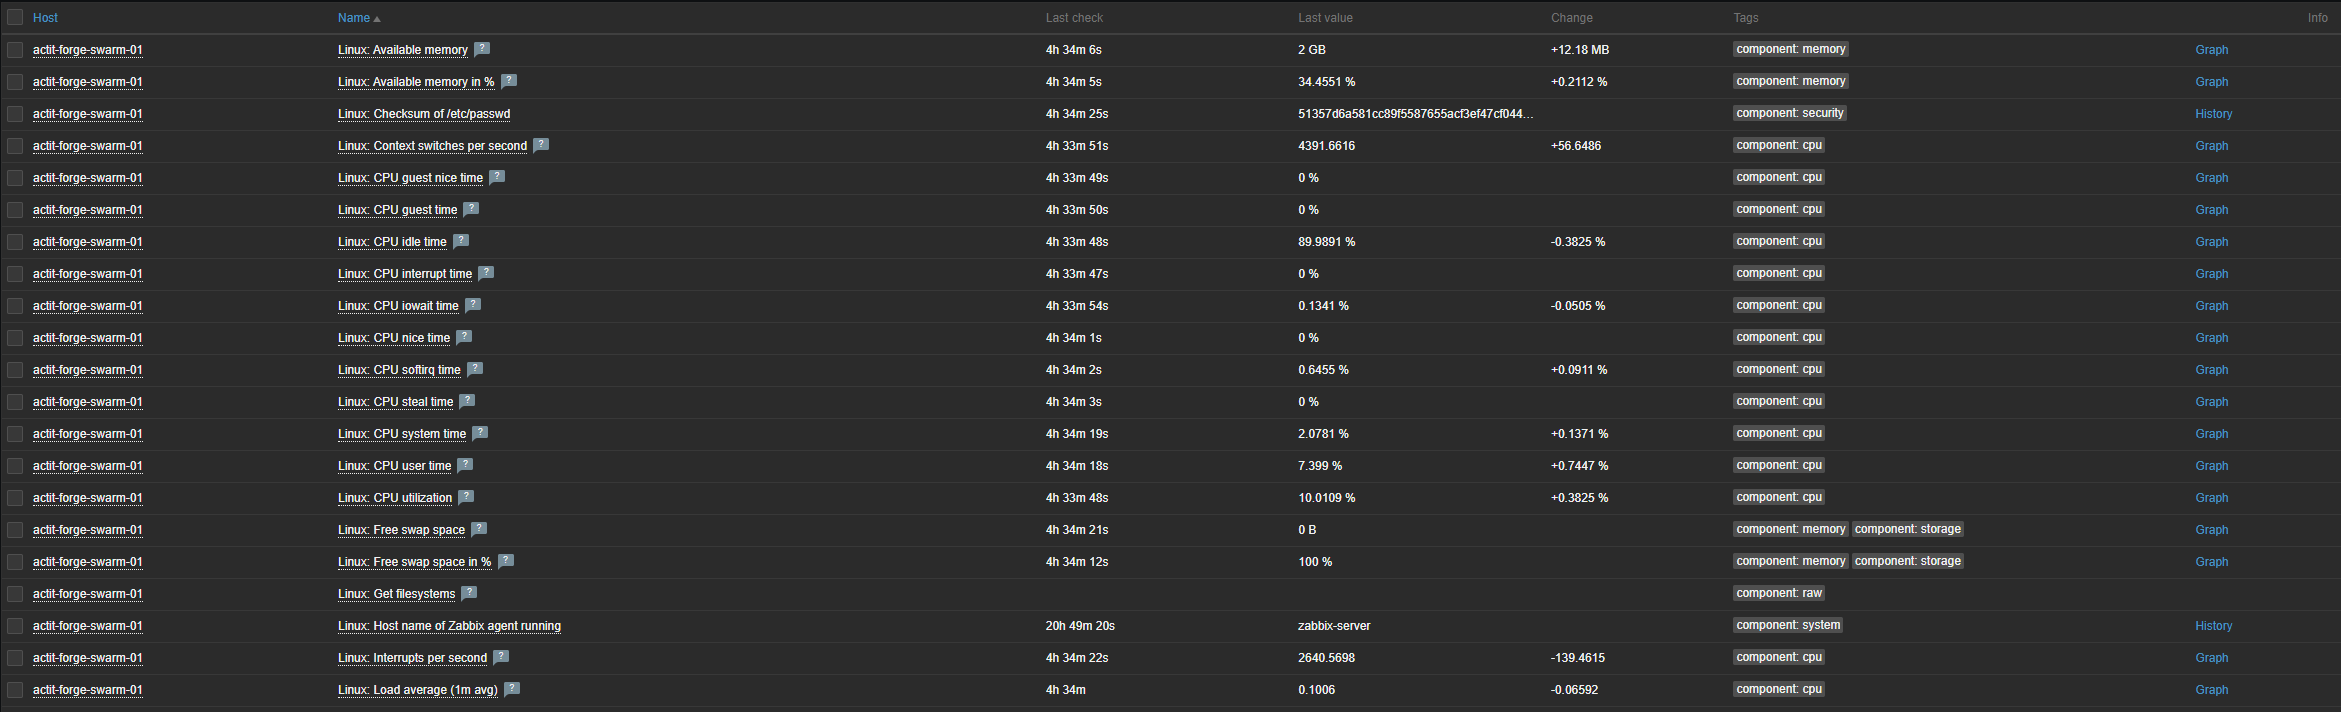 Host Name Last check Last value Change Tags Info
actit-forge-swarm-01 Linux: Available memory ? 4h 34m 6s 2 GB +12.18 MB component: memory Graph
actit-forge-swarm-01 Linux: Available memory in % ? 4h 34m 5s 34.4551 % +0.2112 % component: memory Graph
actit-forge-swarm-01 Linux: Checksum of /etc/passwd 4h 34m 25s 51357d6a581cc89f5587655acf3ef47cf044... component: security History
actit-forge-swarm-01 Linux: Context switches per second ? 4h 33m 51s 4391.6616 +56.6486 component: cpu Graph
actit-forge-swarm-01 Linux: CPU guest nice time ? 4h 33m 49s 0 % component: cpu Graph
actit-forge-swarm-01 Linux: CPU guest time ? 4h 33m 50s 0 % component: cpu Graph
actit-forge-swarm-01 Linux: CPU idle time ? 4h 33m 48s 89.9891 % -0.3825 % component: cpu Graph
actit-forge-swarm-01 Linux: CPU interrupt time ? 4h 33m 47s 0 % component: cpu Graph
actit-forge-swarm-01 Linux: CPU iowait time ? 4h 33m 54s 0.1341 % -0.0505 % component: cpu Graph
actit-forge-swarm-01 Linux: CPU nice time ? 4h 34m 1s 0 % component: cpu Graph
actit-forge-swarm-01 Linux: CPU softirq time ? 4h 34m 2s 0.6455 % +0.0911 % component: cpu Graph
actit-forge-swarm-01 Linux: CPU steal time ? 4h 34m 3s 0 % component: cpu Graph
actit-forge-swarm-01 Linux: CPU system time ? 4h 34m 19s 2.0781 % +0.1371 % component: cpu Graph
actit-forge-swarm-01 Linux: CPU user time ? 4h 34m 18s 7.399 % +0.7447 % component: cpu Graph
actit-forge-swarm-01 Linux: CPU utilization ? 4h 33m 48s 10.0109 % +0.3825 % component: cpu Graph
actit-forge-swarm-01 Linux: Free swap space ? 4h 34m 21s 0 B component: memory component: storage Graph
actit-forge-swarm-01 Linux: Free swap space in % ? 4h 34m 12s 100 % component: memory component: storage Graph
actit-forge-swarm-01 Linux: Get filesystems ? component: raw
actit-forge-swarm-01 Linux: Host name of Zabbix agent running 20h 49m 20s zabbix-server component: system History
actit-forge-swarm-01 Linux: Interrupts per second ? 4h 34m 22s 2640.5698 -139.4615 component: cpu Graph
actit-forge-swarm-01 Linux: Load average (1m avg) ? 4h 34m 0.1006 -0.06592 component: cpu Graph